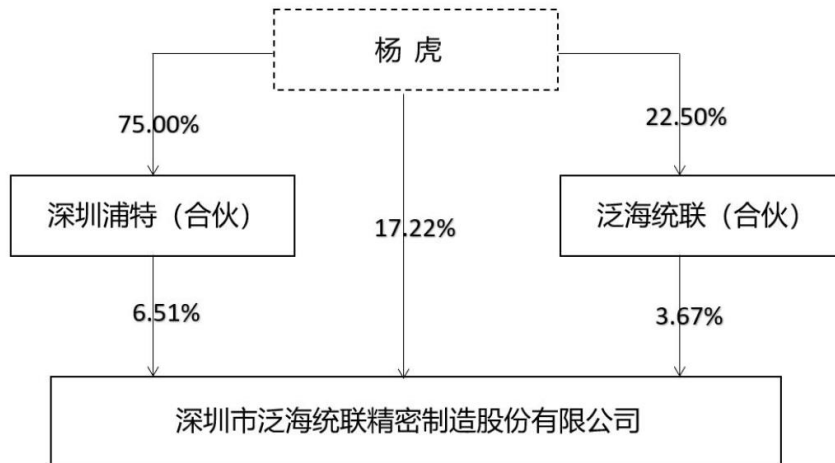 杨 虎
75.00%
22.50%
深圳浦特（合伙）
17.22%
泛海统联（合伙）
6.51%
3.67%
深圳市泛海统联精密制造股份有限公司